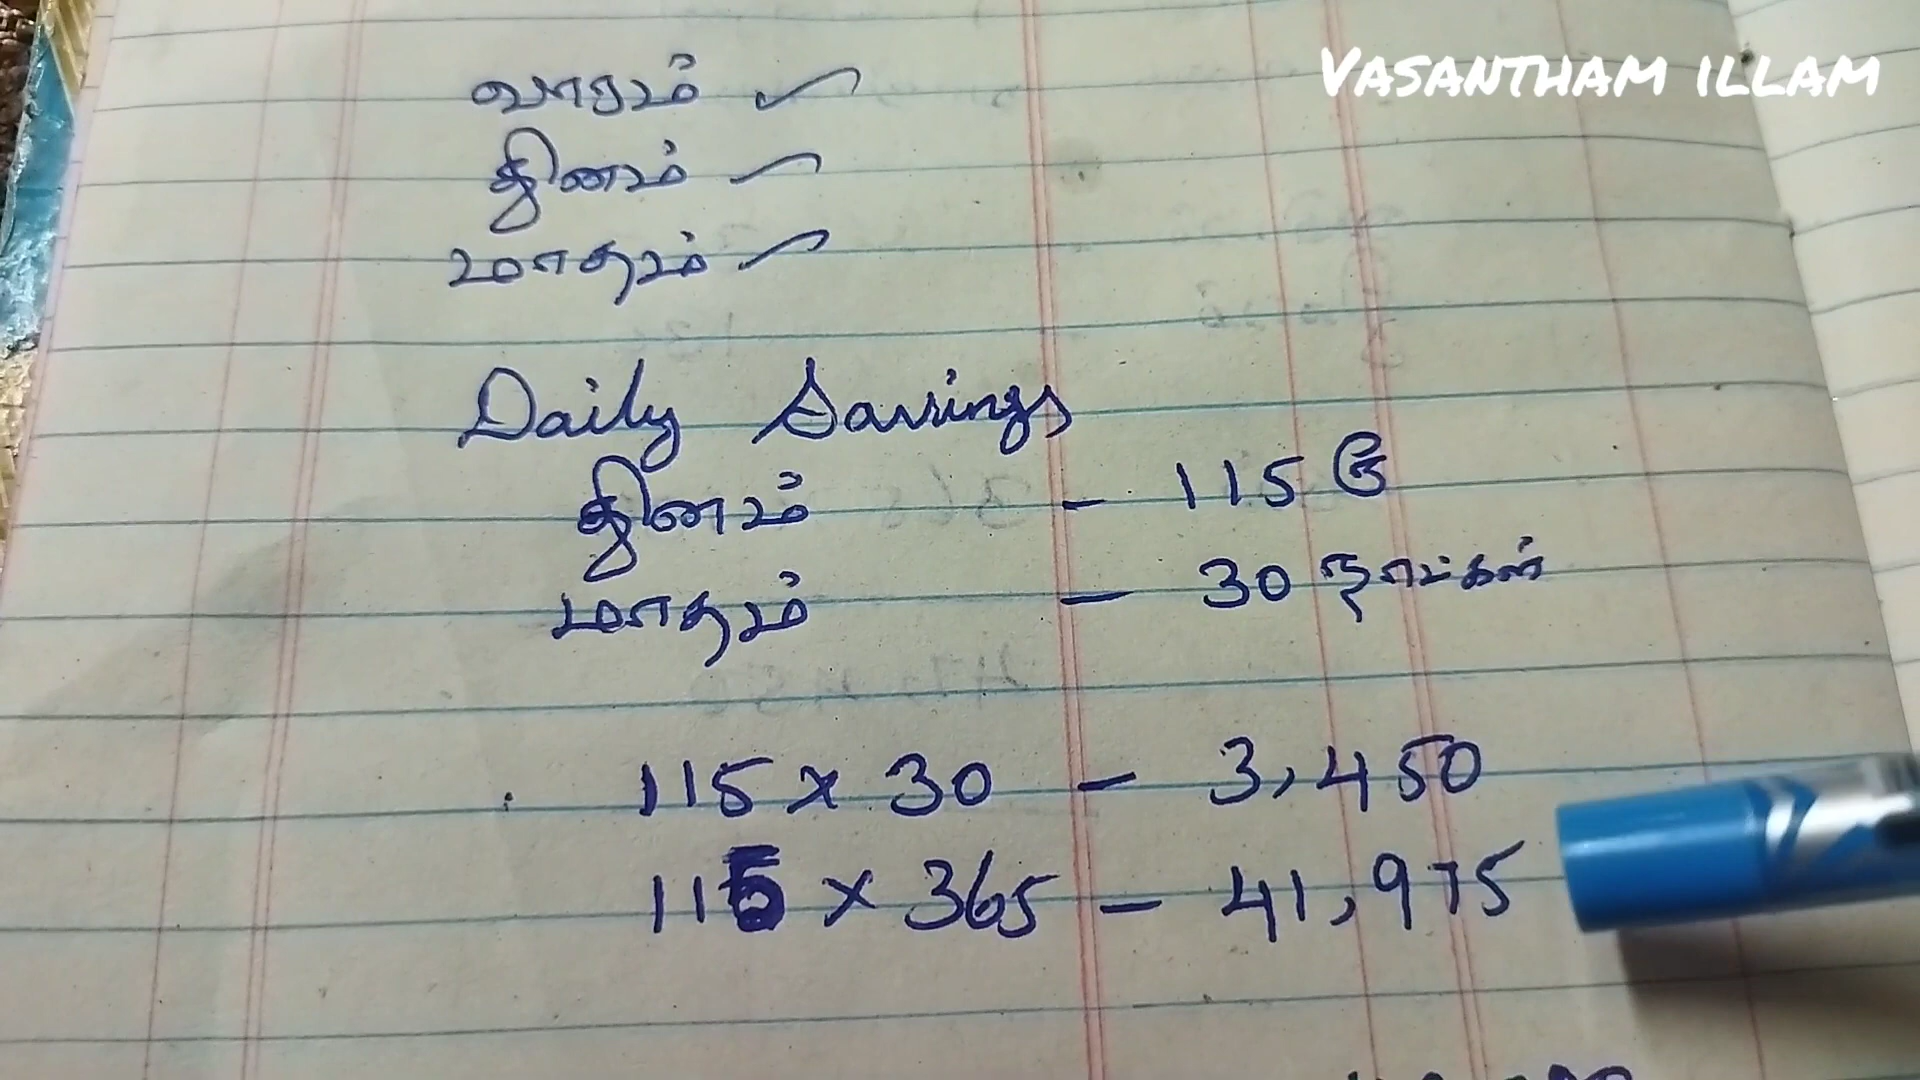 VASANTHAM ILLAM
வாரம் ✓
தினம் ✓
மாதம் ✓
Daily Savings
தினம் - 115 ரூ
மாதம் - 30 நாட்கள்
115 x 30 - 3,450
115 x 365 - 41,975